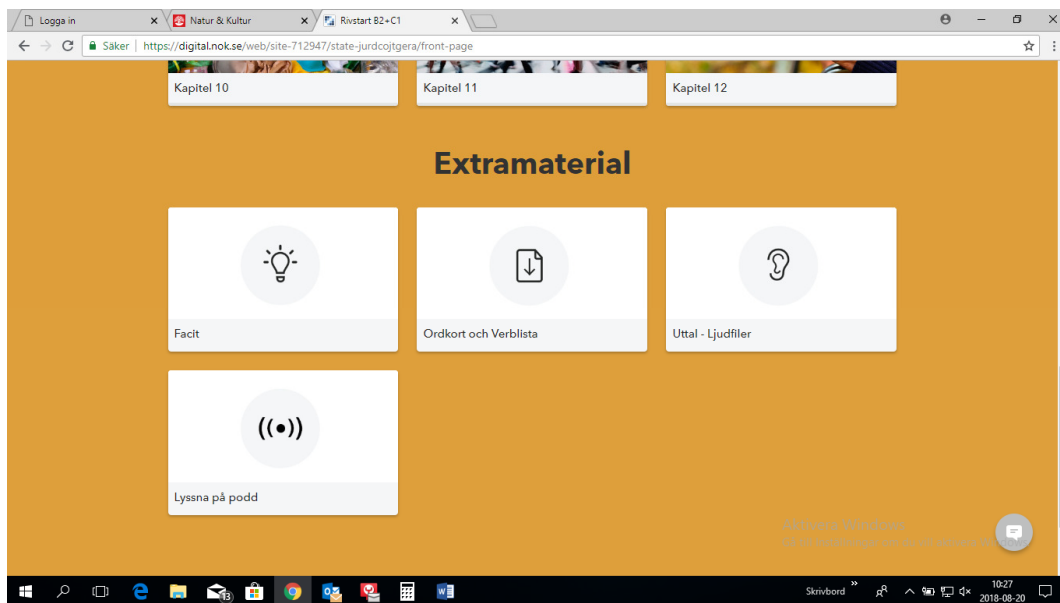 Logga in
Natur & Kultur
Rivstart B2+C1
Säker
https://digital.nok.se/web/site-712947/state-jurdcojtgera/front-page
Kapitel 10
Kapitel 11
Kapitel 12
Extramaterial
Facit
Ordkort och Verblista
Uttal - Ljudfiler
((•))
Lyssna på podd
13
Skrivbord
10:27
2018-08-20